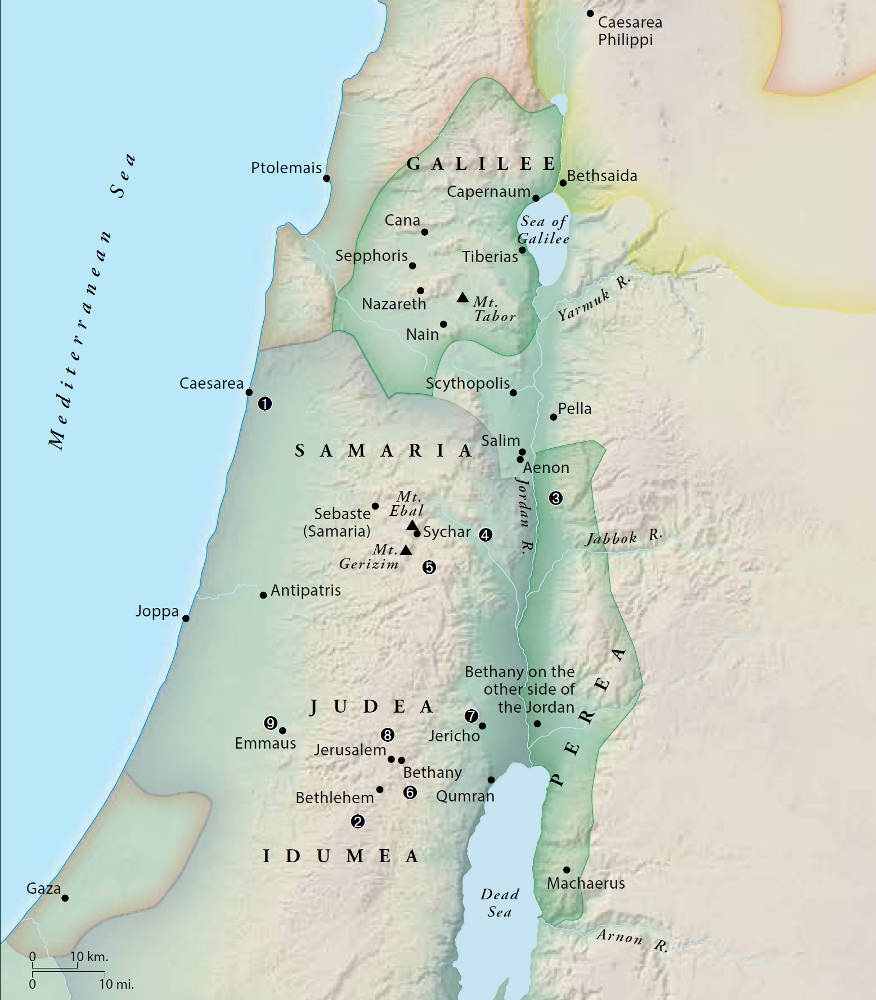 Caesarea
Philippi
Mediterranean Sea
Ptolemais
GALILEE
Bethsaida
Capernaum
Cana
Sea of
Galilee
Sepphoris
Tiberias
Nazareth
Mt.
Tabor
Yarmuk R.
Nain
Caesarea
1
Scythopolis
Pella
SAMARIA
Salim
Aenon
Jordan R.
3
Mt.
Ebal
Sebaste
(Samaria)
Sychar
4
Jabbok R.
Mt.
Gerizim
5
Antipatris
Joppa
Bethany on the
other side of
the Jordan
PEREA
JUDEA
7
9
Emmaus
8
Jericho
Jerusalem
Bethany
6
Qumran
Bethlehem
2
IDUMEA
Gaza
Machaerus
Dead
Sea
Arnon R.
0 10 km.
0 10 mi.